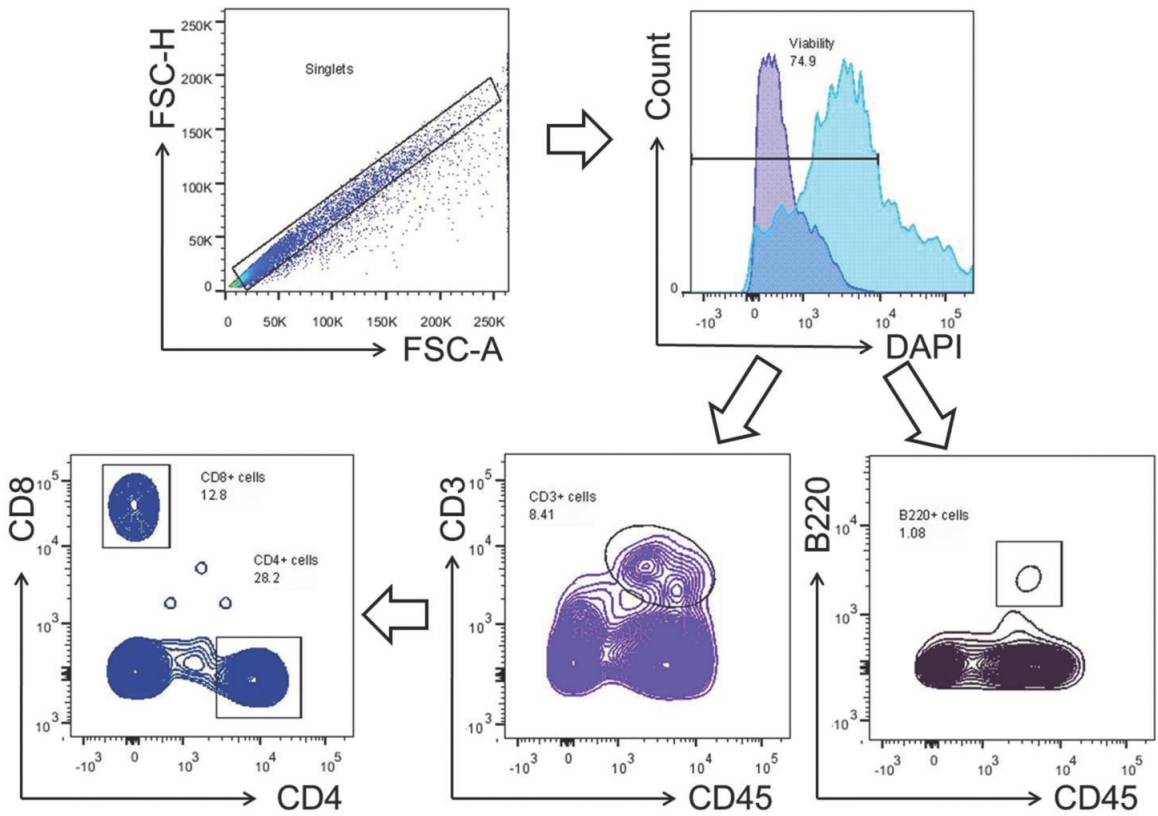 FSC-H
250K
200K
150K
100K
50K
0
Singlets
0 50K 100K 150K 200K 250K
FSC-A
Count
Viability
74.9
0
-10³ 0 10³ 10⁴ 10⁵
DAPI
CD8
10⁵
10⁴
10³
10³
CD8+ cells
12.8
CD4+ cells
28.2
-10³ 0 10³ 10⁴ 10⁵
CD4
CD3
10⁵
10⁴
10³
-10³
CD3+ cells
8.41
-10³ 0 10³ 10⁴ 10⁵
CD45
B220
10⁴
10³
-10³
B220+ cells
1.08
-10³ 0 10³ 10⁴ 10⁵
CD45